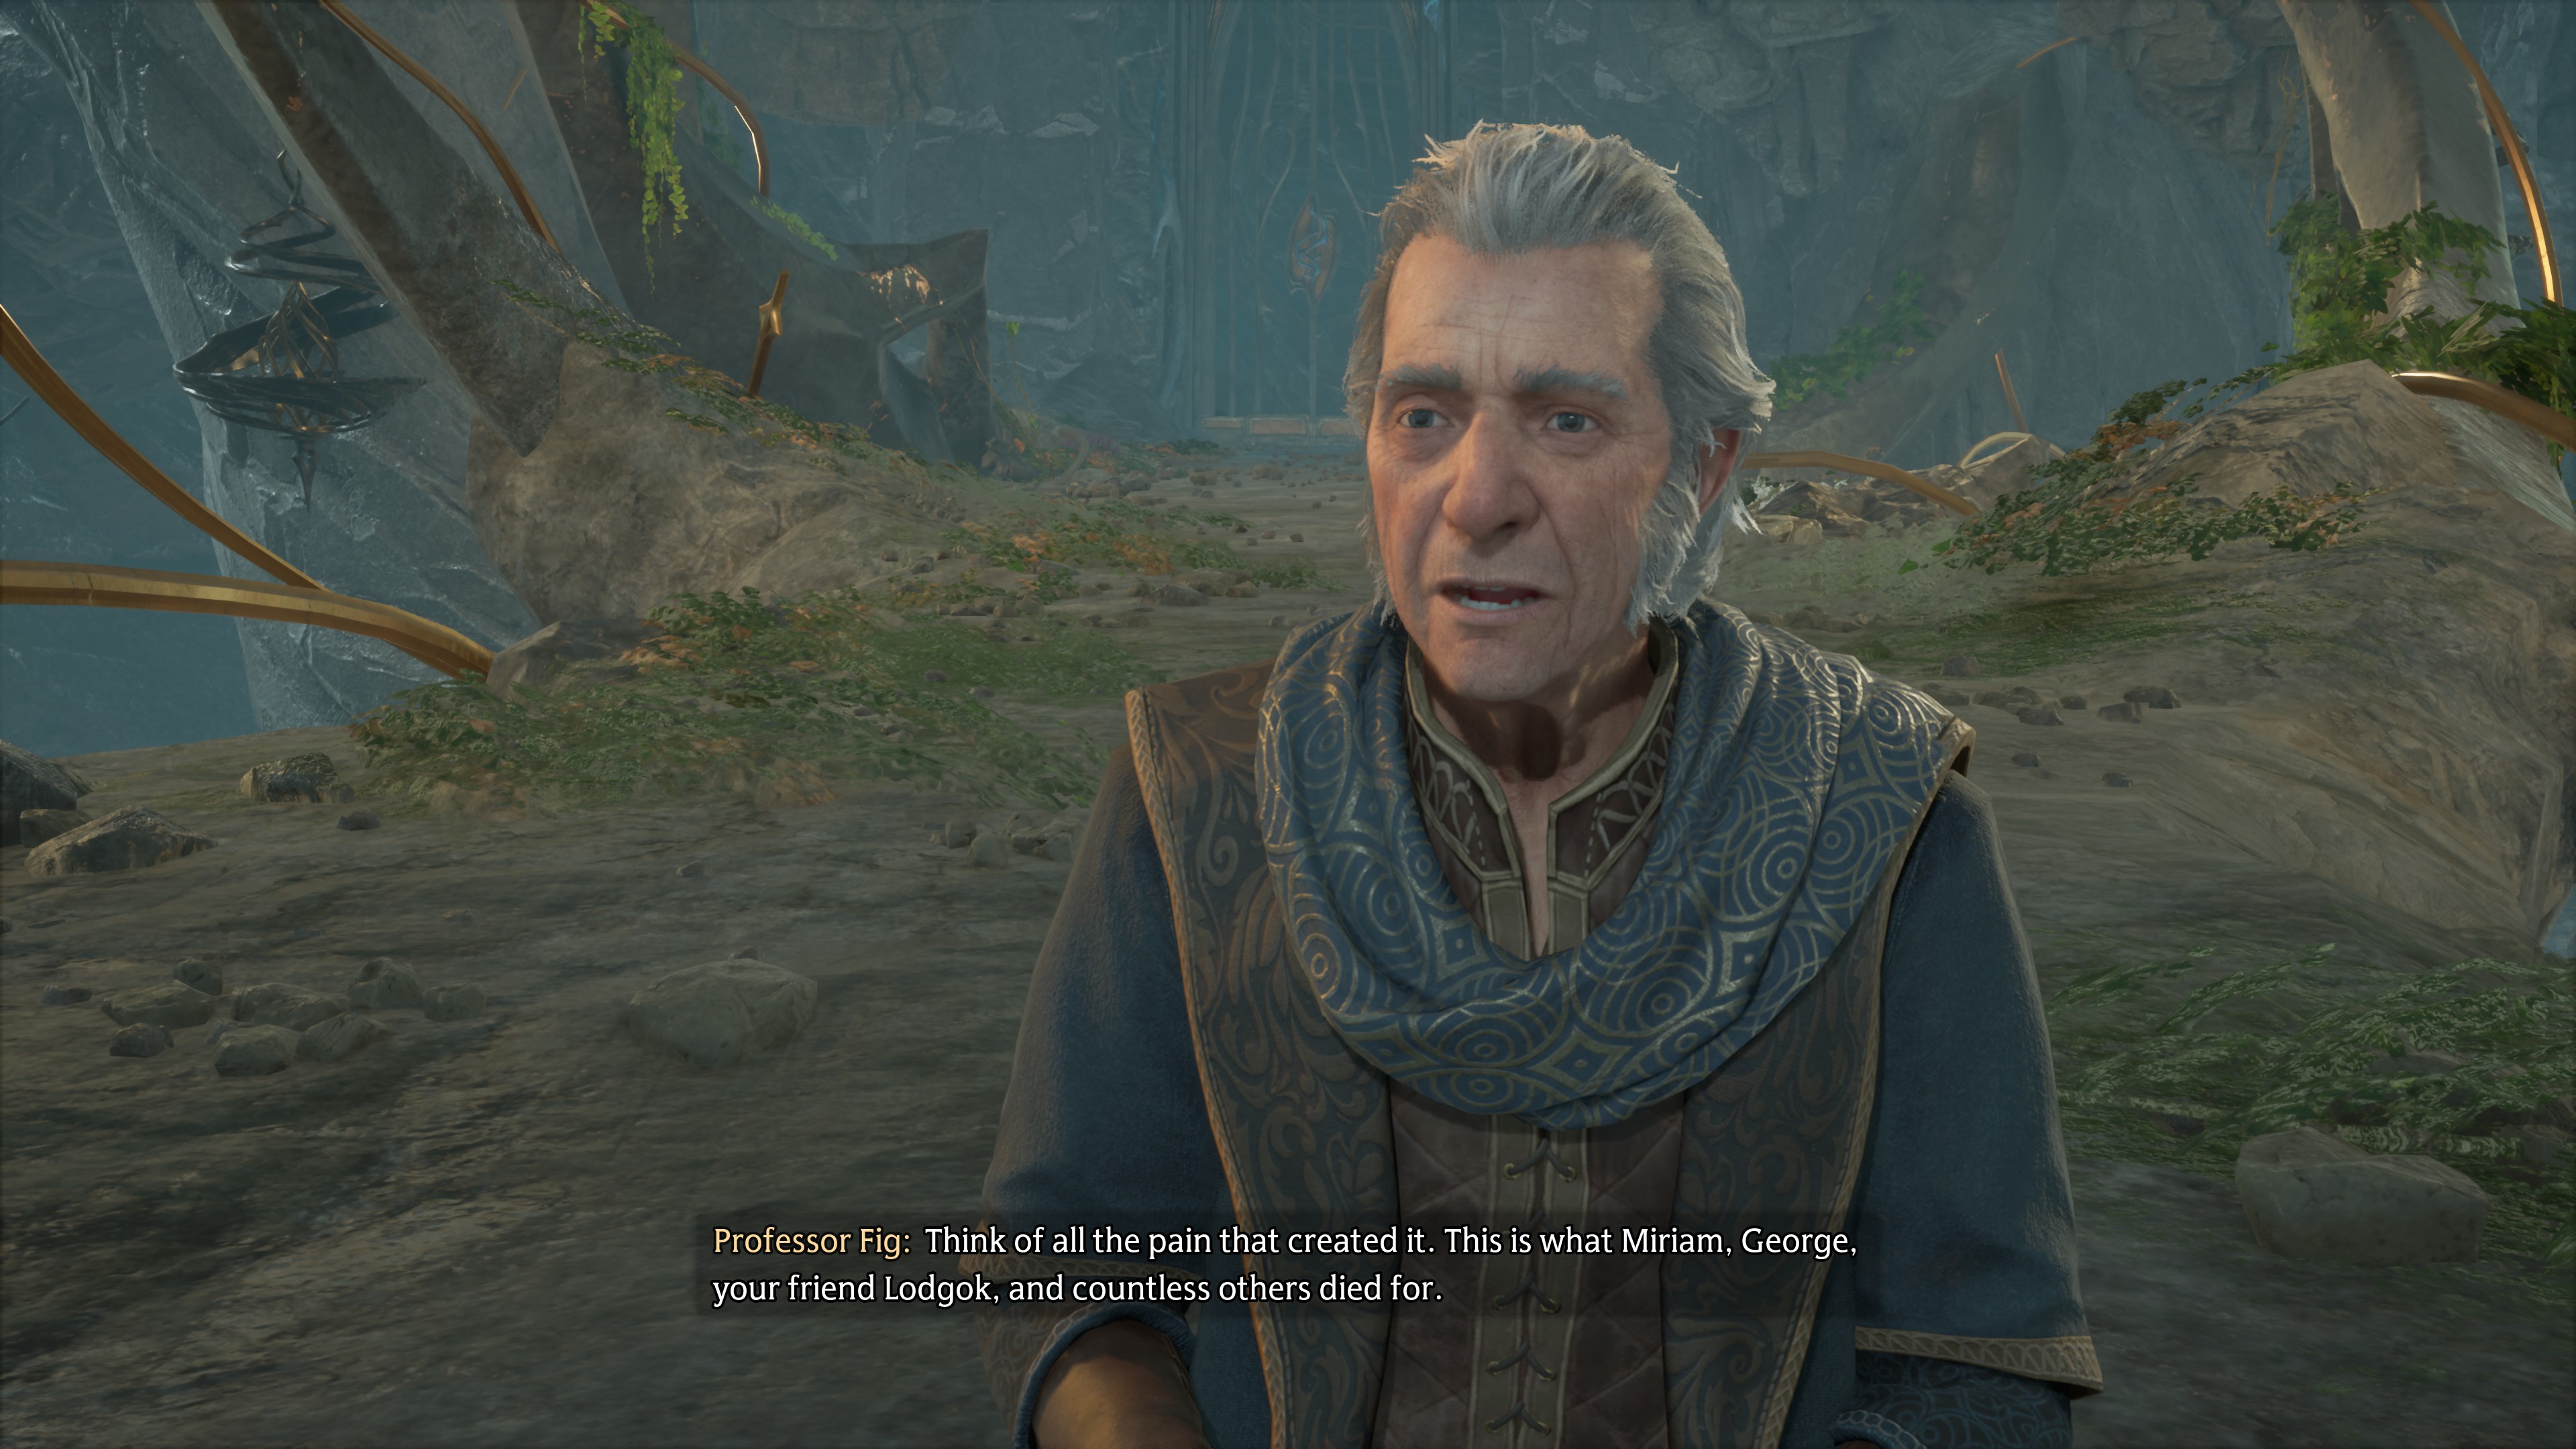 Professor Fig: Think of all the pain that created it. This is what Miriam, George,
your friend Lodgok, and countless others died for.